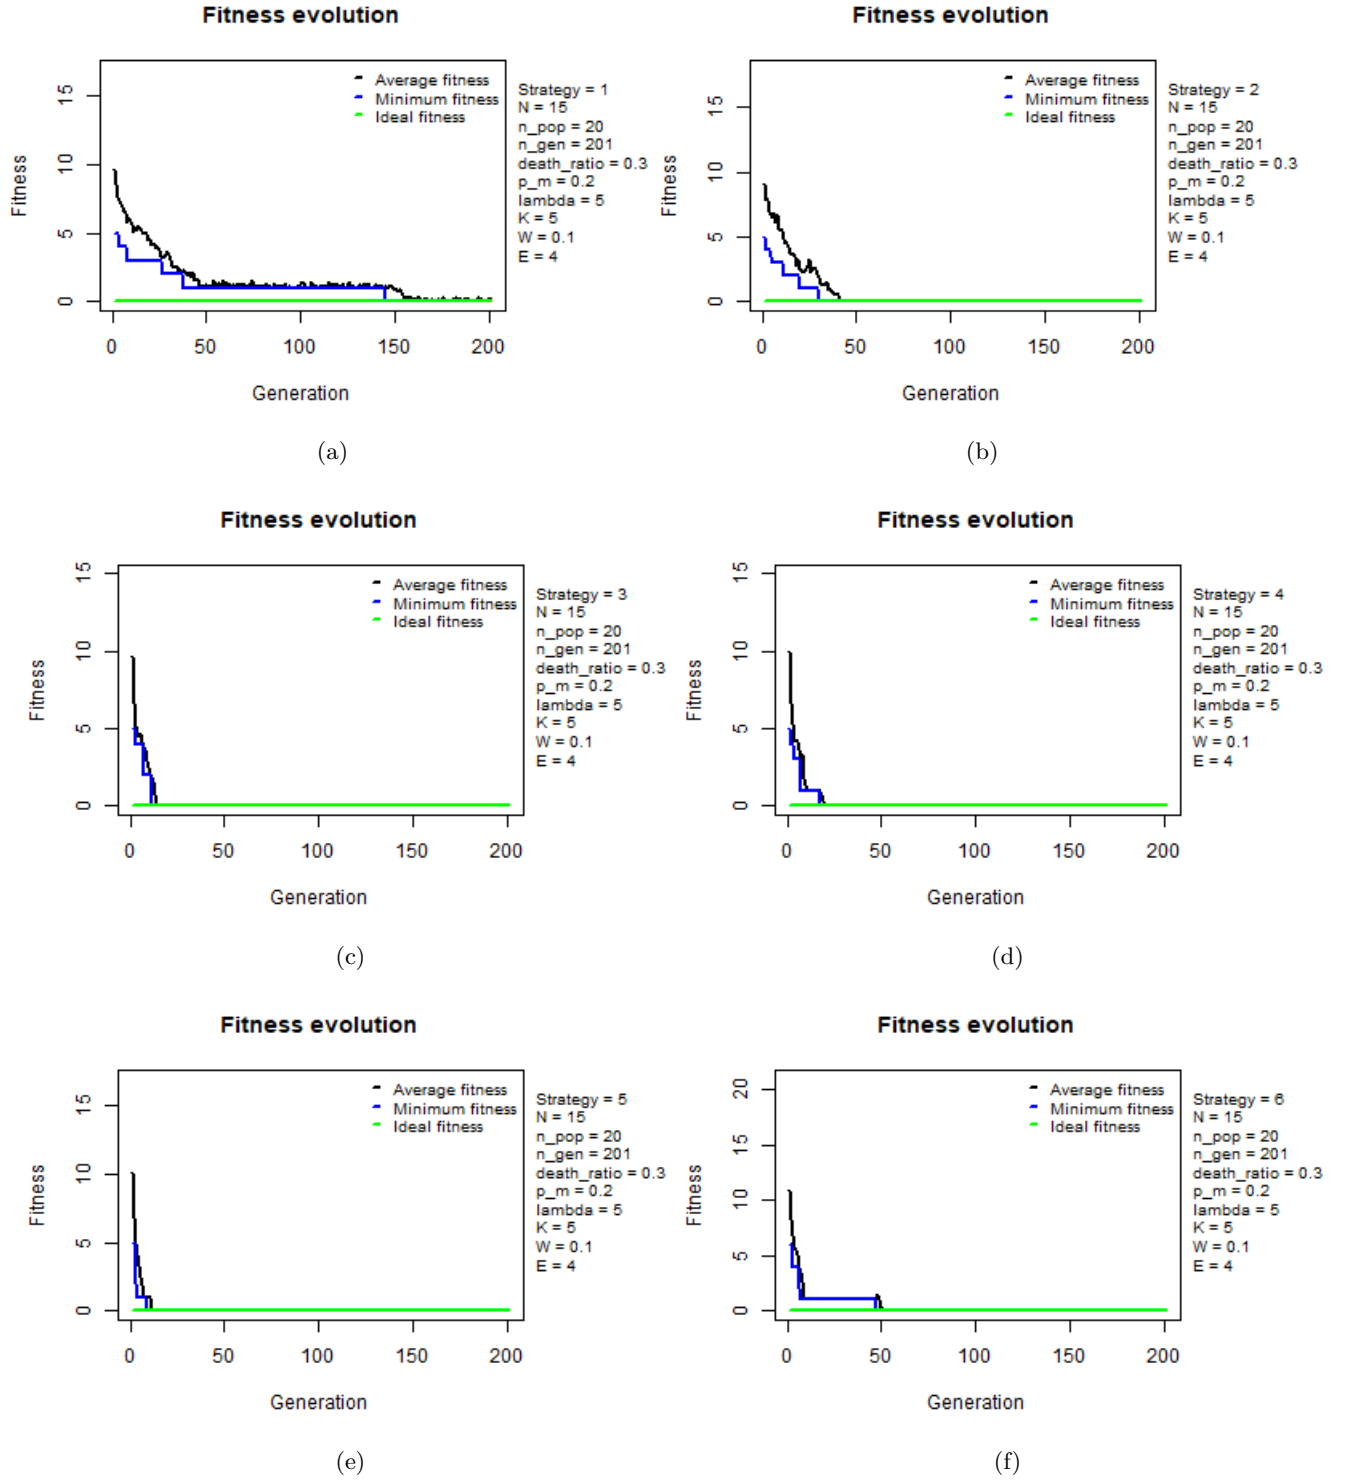 Fitness evolution
Fitness
15
10
5
0
Average fitness
Minimum fitness
Ideal fitness
Strategy = 1
N = 15
n_pop = 20
n_gen = 201
death_ratio = 0.3
p_m = 0.2
lambda = 5
K = 5
W = 0.1
E = 4
0 50 100 150 200
Generation
(a)
Fitness evolution
Fitness
15
10
5
0
Average fitness
Minimum fitness
Ideal fitness
Strategy = 2
N = 15
n_pop = 20
n_gen = 201
death_ratio = 0.3
p_m = 0.2
lambda = 5
K = 5
W = 0.1
E = 4
0 50 100 150 200
Generation
(b)
Fitness evolution
Fitness
15
10
5
0
Average fitness
Minimum fitness
Ideal fitness
Strategy = 3
N = 15
n_pop = 20
n_gen = 201
death_ratio = 0.3
p_m = 0.2
lambda = 5
K = 5
W = 0.1
E = 4
0 50 100 150 200
Generation
(c)
Fitness evolution
Fitness
15
10
5
0
Average fitness
Minimum fitness
Ideal fitness
Strategy = 4
N = 15
n_pop = 20
n_gen = 201
death_ratio = 0.3
p_m = 0.2
lambda = 5
K = 5
W = 0.1
E = 4
0 50 100 150 200
Generation
(d)
Fitness evolution
Fitness
15
10
5
0
Average fitness
Minimum fitness
Ideal fitness
Strategy = 5
N = 15
n_pop = 20
n_gen = 201
death_ratio = 0.3
p_m = 0.2
lambda = 5
K = 5
W = 0.1
E = 4
0 50 100 150 200
Generation
(e)
Fitness evolution
Fitness
20
15
10
5
0
Average fitness
Minimum fitness
Ideal fitness
Strategy = 6
N = 15
n_pop = 20
n_gen = 201
death_ratio = 0.3
p_m = 0.2
lambda = 5
K = 5
W = 0.1
E = 4
0 50 100 150 200
Generation
(f)